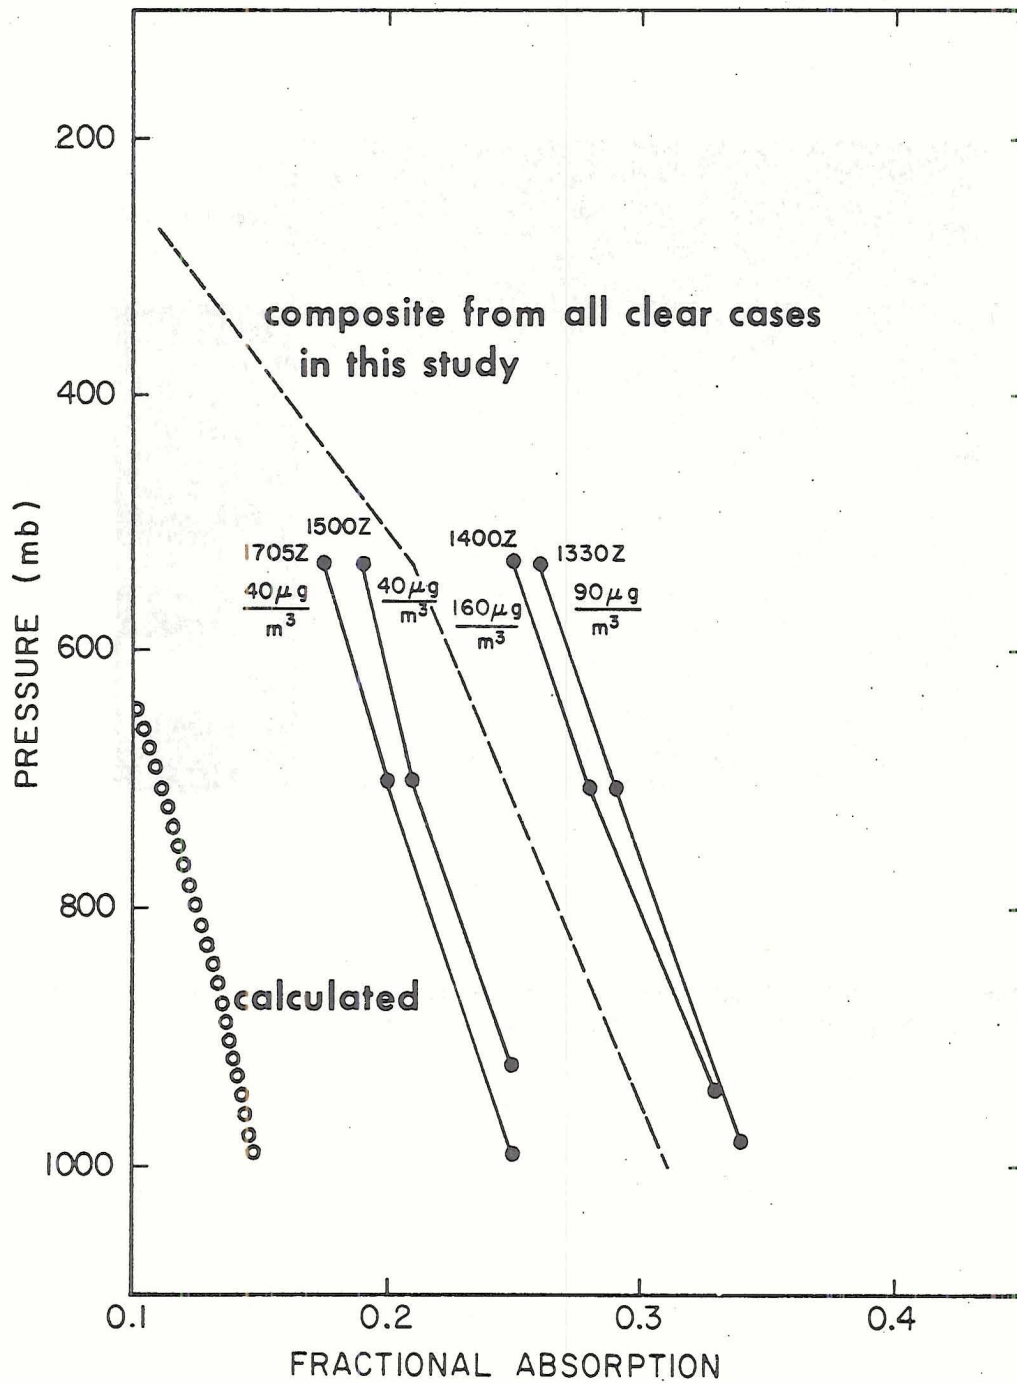 200
composite from all clear cases
in this study
400
1500Z
1400Z
1705Z
1330Z
40μg
m³
40μg
m³
160μg
m³
90μg
m³
600
PRESSURE (mb)
800
calculated
1000
0.1
0.2
0.3
0.4
FRACTIONAL ABSORPTION